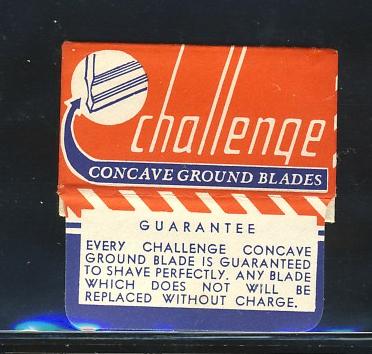 challenge
CONCAVE GROUND BLADES
GUARANTEE
EVERY CHALLENGE CONCAVE
GROUND BLADE IS GUARANTEED
TO SHAVE PERFECTLY. ANY BLADE
WHICH DOES NOT WILL BE
REPLACED WITHOUT CHARGE.